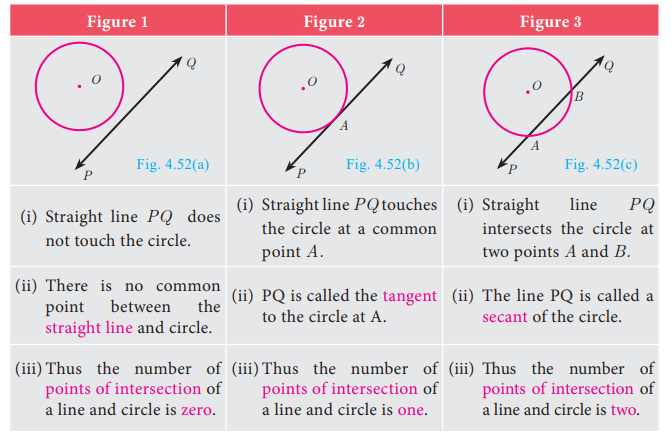 Figure 1
Figure 2
Figure 3
O
Q
P
Fig. 4.52(a)
O
Q
A
P
Fig. 4.52(b)
O
Q
B
A
P
Fig. 4.52(c)
(i) Straight line PQ does
not touch the circle.
(i) Straight line PQ touches
the circle at a common
point A.
(i) Straight line PQ
intersects the circle at
two points A and B.
(ii) There is no common
point between the
straight line and circle.
(ii) PQ is called the tangent
to the circle at A.
(ii) The line PQ is called a
secant of the circle.
(iii) Thus the number of
points of intersection of
a line and circle is zero.
(iii) Thus the number of
points of intersection of
a line and circle is one.
(iii) Thus the number of
points of intersection of
a line and circle is two.